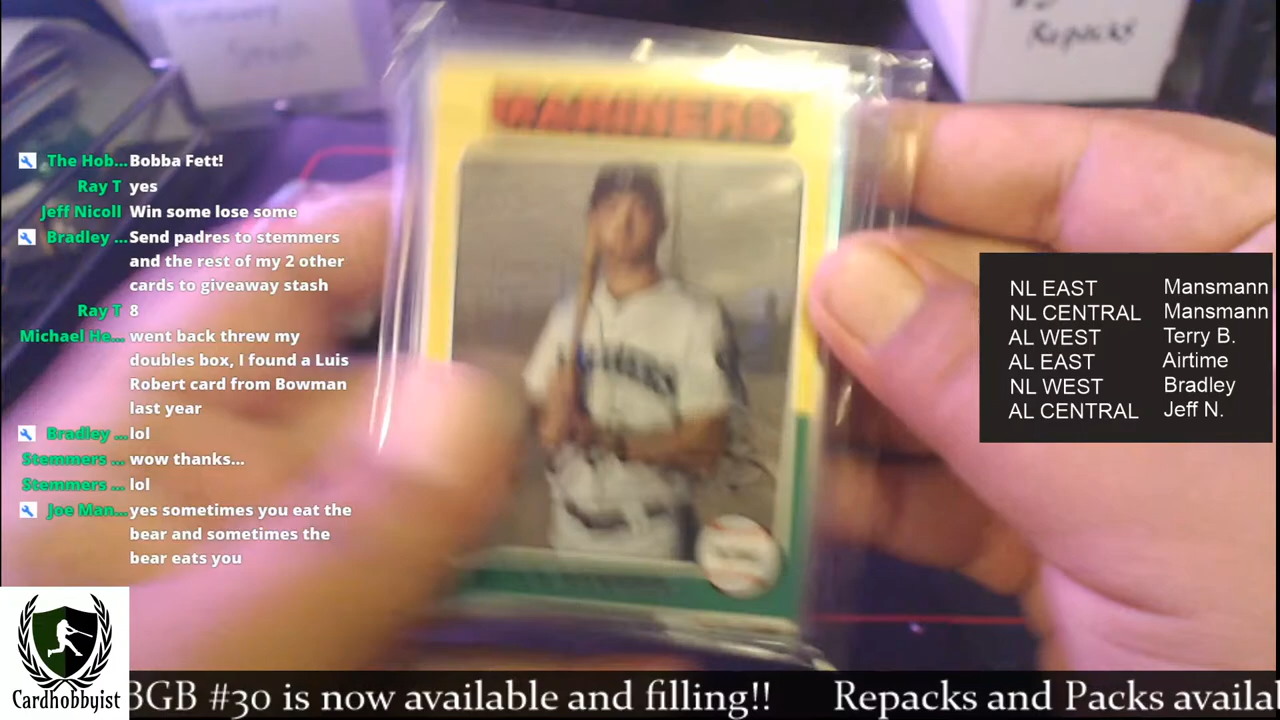 Repacks
MARINERS
The Hob... Bobba Fett!
Ray T yes
Jeff Nicoll Win some lose some
Bradley ... Send padres to stemmers
and the rest of my 2 other
cards to giveaway stash
Ray T 8
Michael He... went back threw my
doubles box, I found a Luis
Robert card from Bowman
last year
Bradley ... lol
Stemmers ... wow thanks...
Stemmers ... lol
Joe Man... yes sometimes you eat the
bear and sometimes the
bear eats you
NL EAST Mansmann
NL CENTRAL Mansmann
AL WEST Terry B.
AL EAST Airtime
NL WEST Bradley
AL CENTRAL Jeff N.
Cardhobbyist
BGB #30 is now available and filling!! Repacks and Packs availa